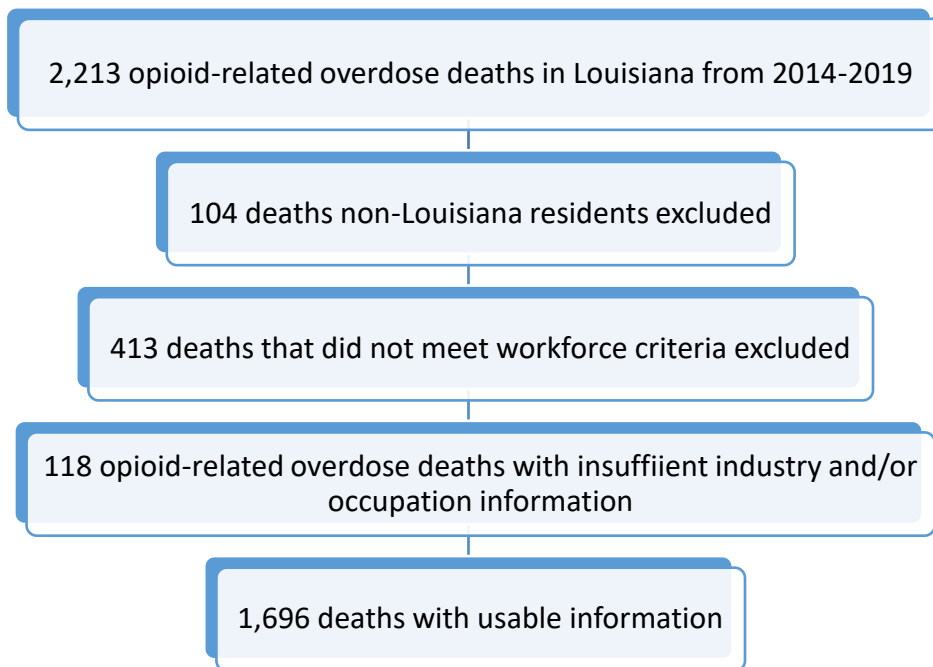 2,213 opioid-related overdose deaths in Louisiana from 2014-2019
104 deaths non-Louisiana residents excluded
413 deaths that did not meet workforce criteria excluded
118 opioid-related overdose deaths with insuffiient industry and/or
occupation information
1,696 deaths with usable information